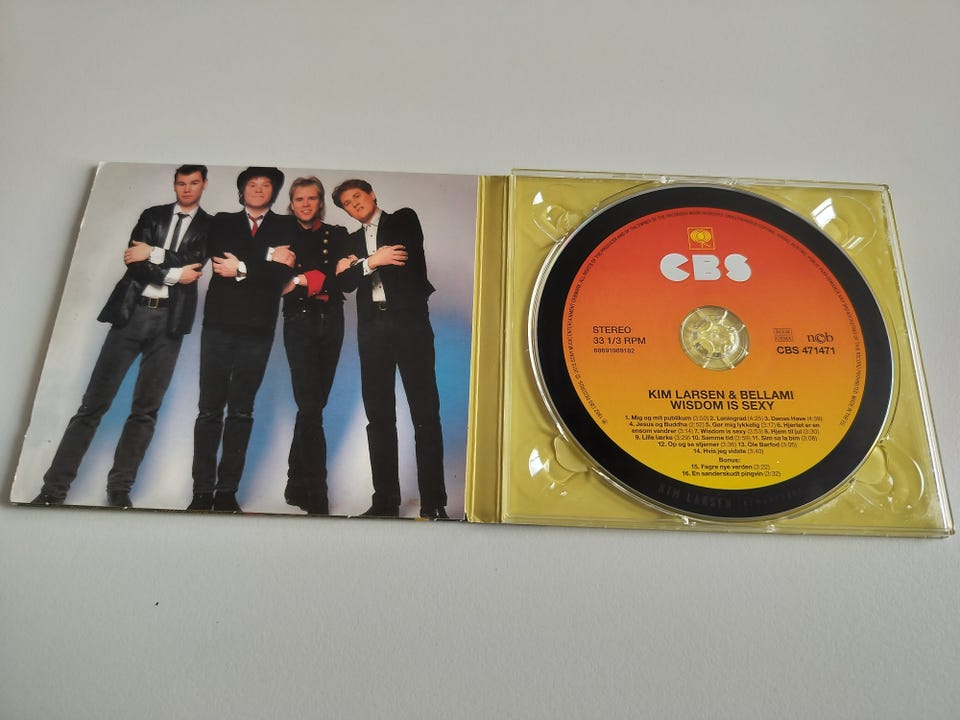 CBS
STEREO
33 1/3 RPM
88691989182
n©b
CBS 471471
KIM LARSEN & BELLAMI
WISDOM IS SEXY
1. Mig og mit publikum (3:50) 2. Leningrad (4:25) 3. Danas Have (4:39)
4. Jesus og Buddha (2:52) 5. Gør mig lykkelig (3:17) 6. Hjertet er en
ensom vandrer (3:14) 7. Wisdom is sexy (3:53) 8. Hjem til jul (3:30)
9. Lille lærke (3:29) 10. Samme tid (3:59) 11. Sim sa la bim (3:08)
12. Op og se stjerner (3:36) 13. Ole Barfod (3:05)
14. Hvis jeg vidste (3:40)
Bonus:
15. Fagre nye verden (3:22)
16. En sønderskudt pingvin (3:32)
KIM LARSEN